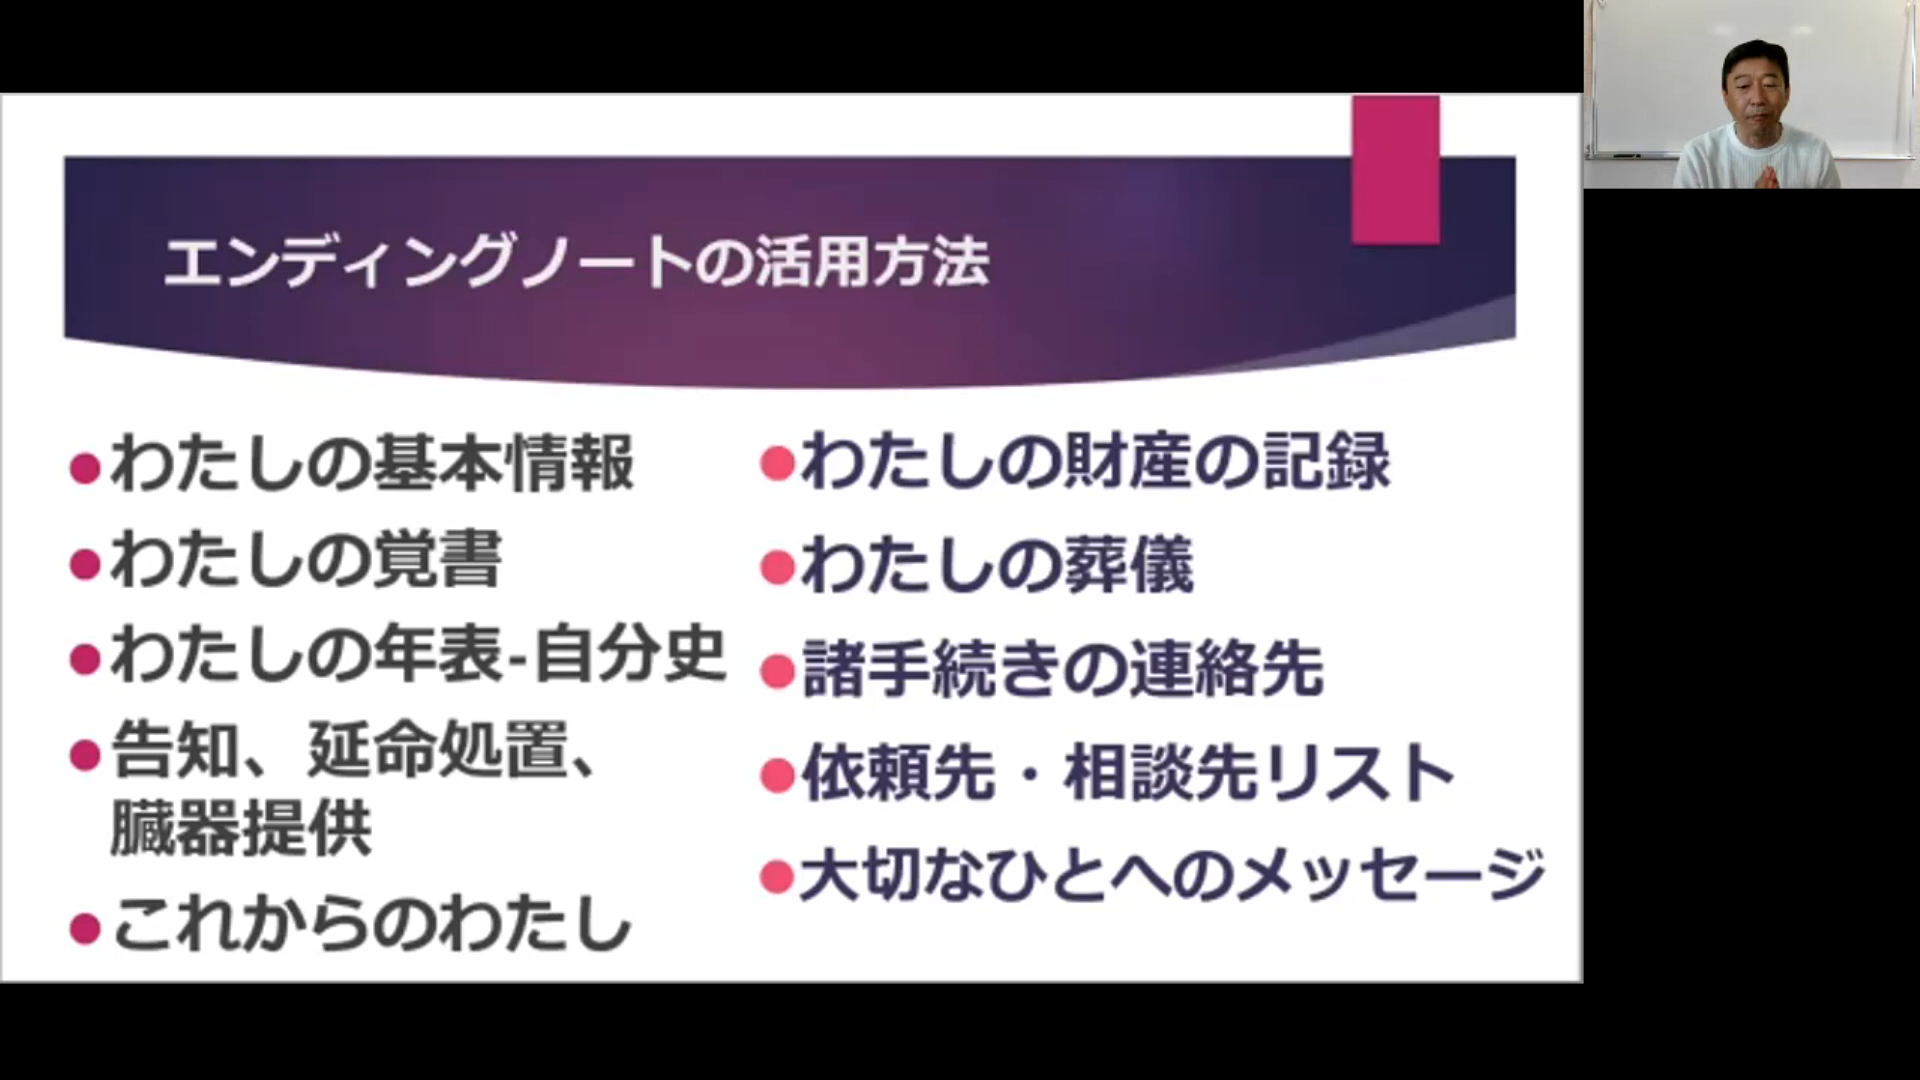 エンディングノートの活用方法
●わたしの基本情報
●わたしの覚書
●わたしの年表-自分史
●告知、延命処置、
臓器提供
●これからのわたし
●わたしの財産の記録
●わたしの葬儀
●諸手続きの連絡先
●依頼先・相談先リスト
●大切なひとへのメッセージ